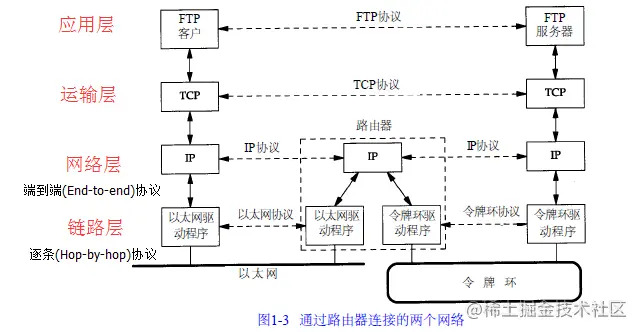 应用层
FTP
客户
FTP协议
FTP
服务器
运输层
TCP
TCP协议
TCP
路由器
网络层
IP
IP协议
IP
IP协议
IP
端到端(End-to-end)协议
链路层
以太网驱
动程序
以太网协议
以太网驱
动程序
令牌环驱
动程序
令牌环协议
令牌环驱
动程序
逐条(Hop-by-hop)协议
以太网
令牌环
图1-3 通过路由器连接的两个网络
@稀土掘金技术社区